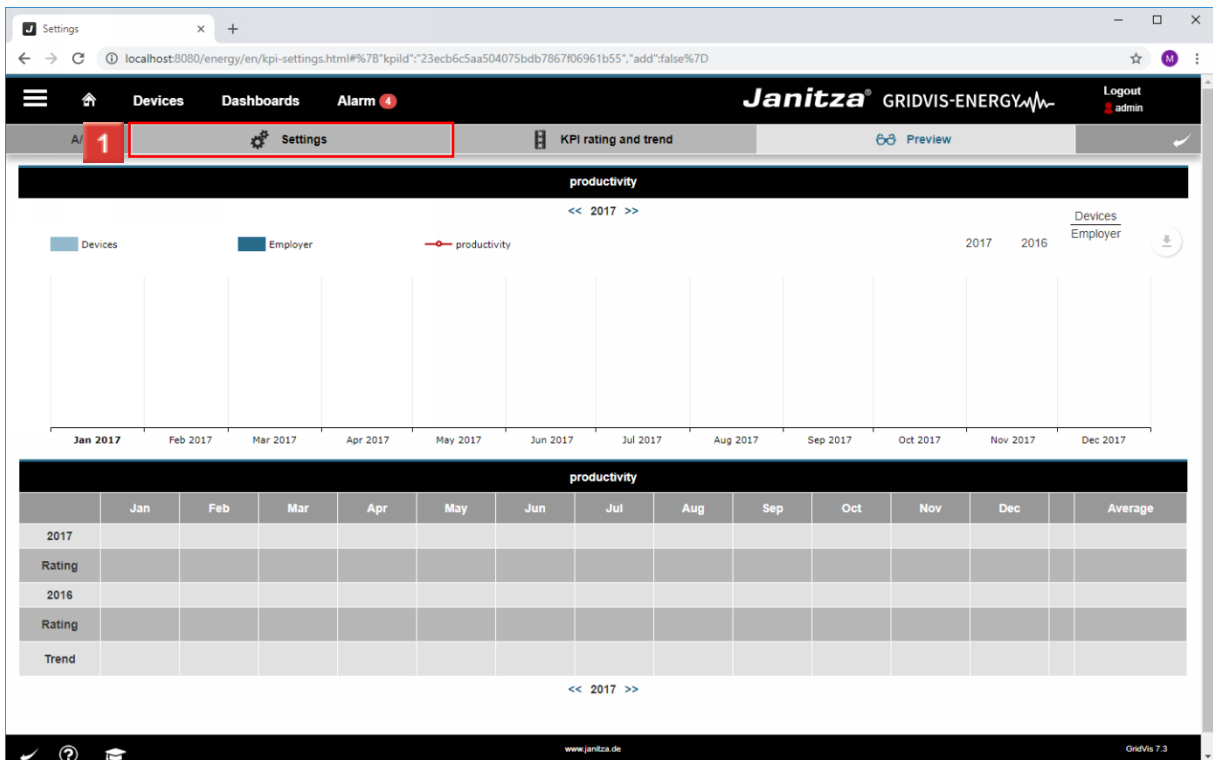 Settings
localhost:8080/energy/en/kpi-settings.html#%7B"kpiId":"23ecb6c5aa504075bdb7867f06961b55","add":false%7D
M
Devices Dashboards Alarm 4
Janitza® GRIDVIS-ENERGY
Logout
admin
A/
1
Settings
KPI rating and trend
Preview
productivity
<< 2017 >>
Devices
Employer
productivity
2017 2016
Devices
Employer
Jan 2017 Feb 2017 Mar 2017 Apr 2017 May 2017 Jun 2017 Jul 2017 Aug 2017 Sep 2017 Oct 2017 Nov 2017 Dec 2017
productivity
Jan Feb Mar Apr May Jun Jul Aug Sep Oct Nov Dec Average
2017
Rating
2016
Rating
Trend
<< 2017 >>
www.janitza.de
GridVis 7.3